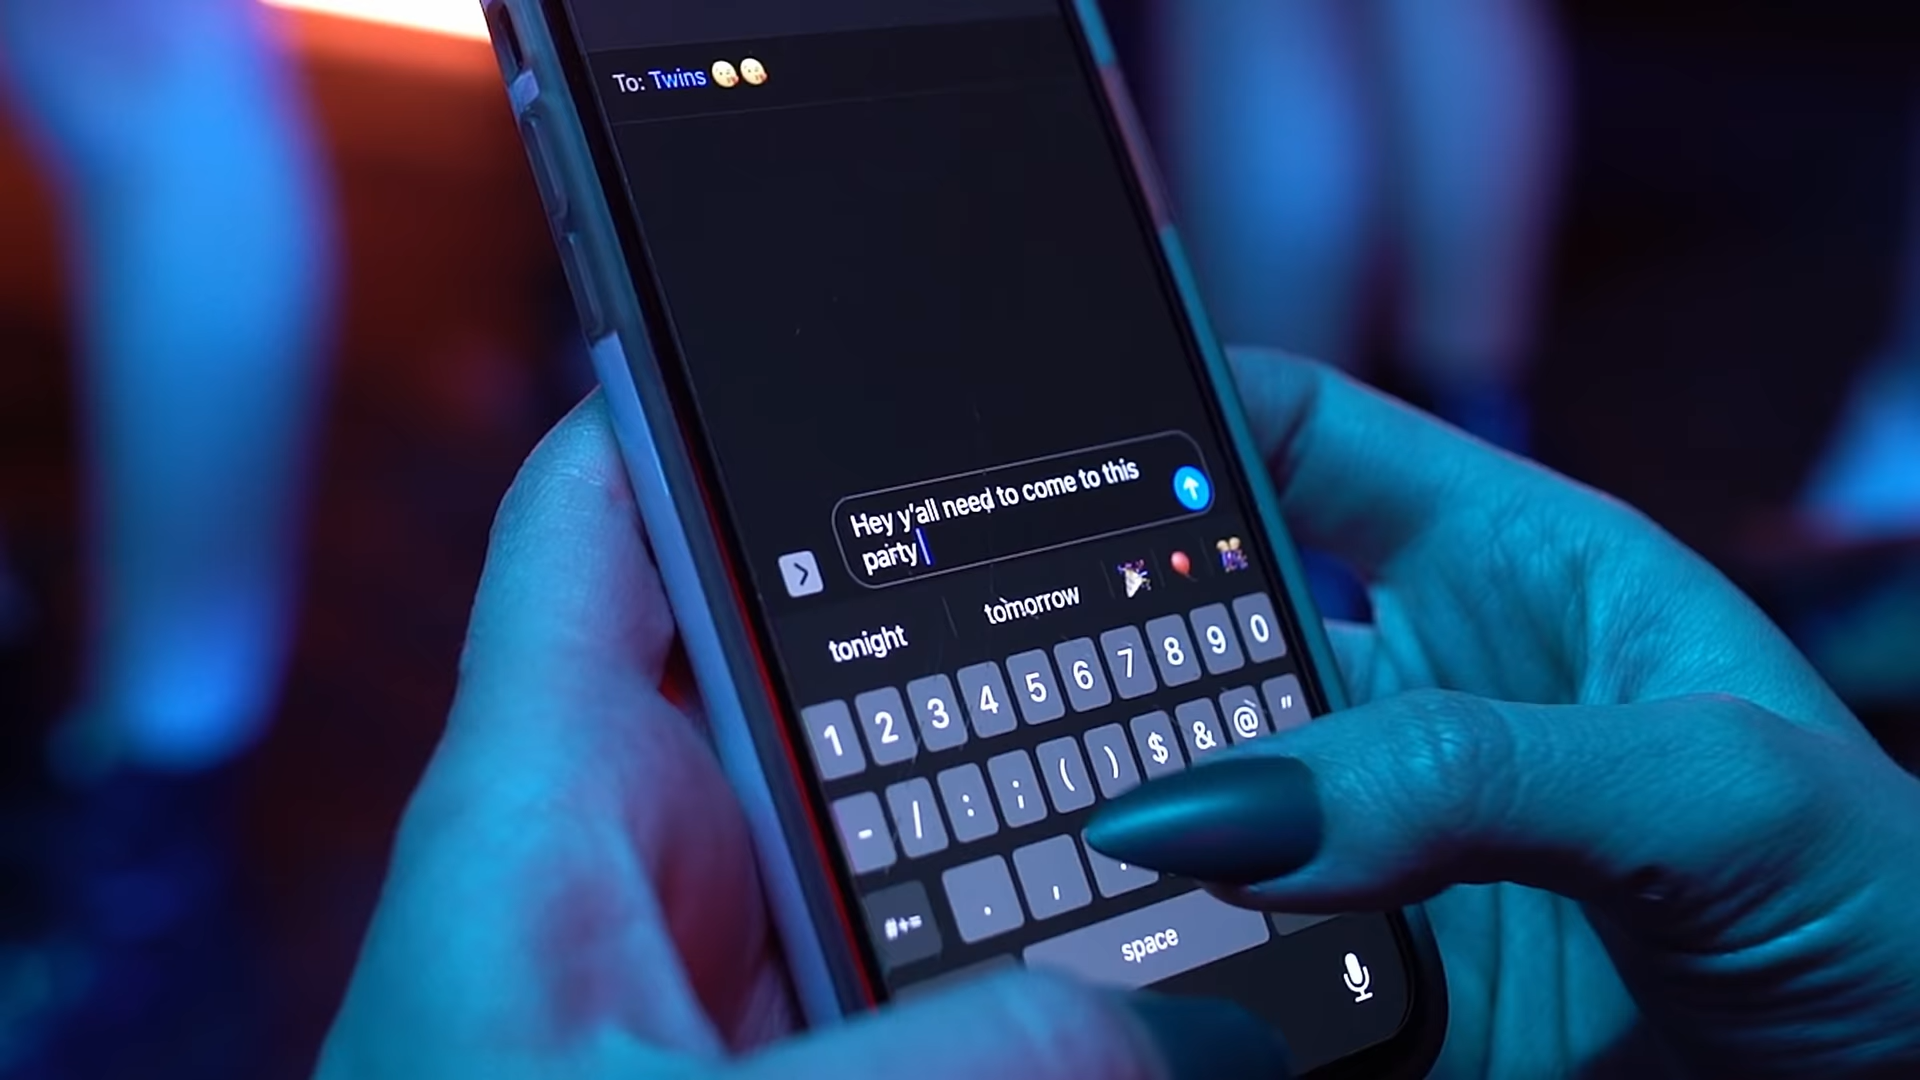 To: Twins 😘😘
Hey y'all need to come to this
party
tonight tomorrow 🎉 🎈 👯
1 2 3 4 5 6 7 8 9 0
- / : ; ( ) $ & @ "
#+= . ,
space